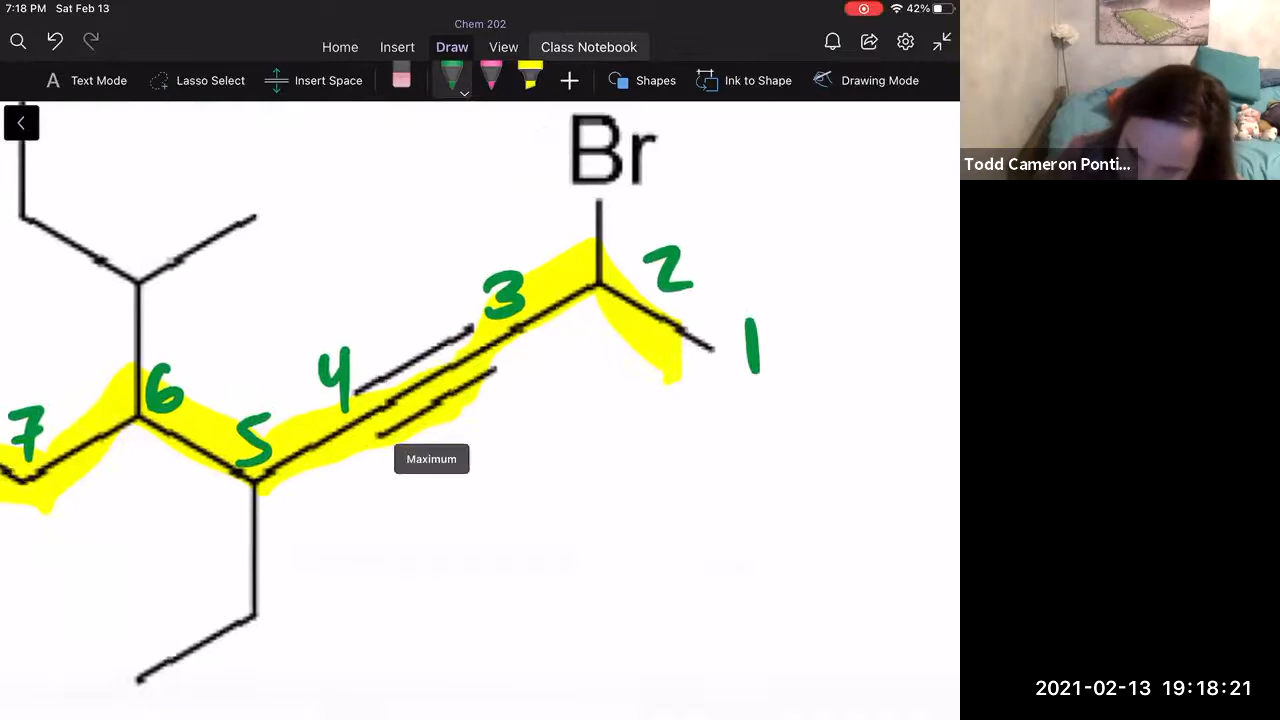 7:18 PM Sat Feb 13
42%
Chem 202
Home Insert Draw View Class Notebook
Text Mode Lasso Select Insert Space Shapes Ink to Shape Drawing Mode
Br
2
3
1
4
6
7
5
Maximum
Todd Cameron Ponti...
2021-02-13 19:18:21